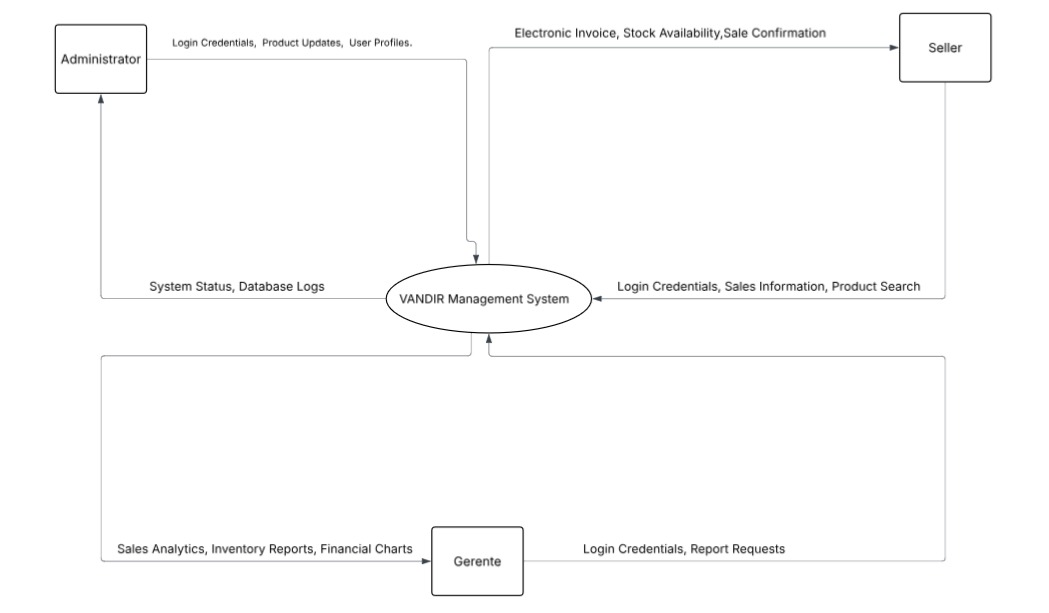 Login Credentials, Product Updates, User Profiles.
Electronic Invoice, Stock Availability,Sale Confirmation
Administrator
Seller
System Status, Database Logs
VANDIR Management System
Login Credentials, Sales Information, Product Search
Sales Analytics, Inventory Reports, Financial Charts
Gerente
Login Credentials, Report Requests